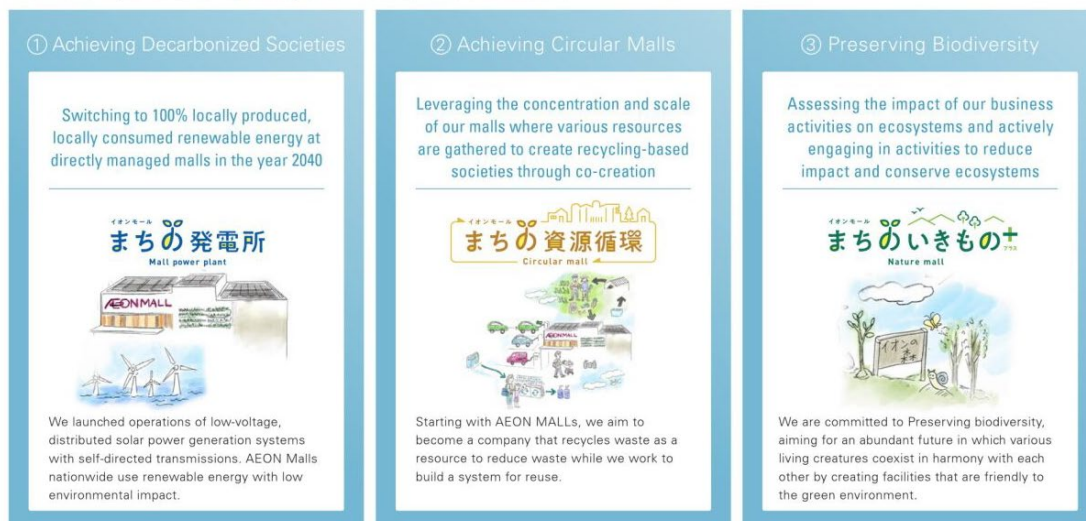 ① Achieving Decarbonized Societies
Switching to 100% locally produced,
locally consumed renewable energy at
directly managed malls in the year 2040
イオンモール
まちの発電所
Mall power plant
AEONMALL
We launched operations of low-voltage,
distributed solar power generation systems
with self-directed transmissions. AEON Malls
nationwide use renewable energy with low
environmental impact.
② Achieving Circular Malls
Leveraging the concentration and scale
of our malls where various resources
are gathered to create recycling-based
societies through co-creation
イオンモール
まちの資源循環
Circular mall
AEONMALL
Starting with AEON MALLs, we aim to
become a company that recycles waste as a
resource to reduce waste while we work to
build a system for reuse.
③ Preserving Biodiversity
Assessing the impact of our business
activities on ecosystems and actively
engaging in activities to reduce
impact and conserve ecosystems
イオンモール
まちのいきもの+
プラス
Nature mall
イオンの
森
We are committed to Preserving biodiversity,
aiming for an abundant future in which various
living creatures coexist in harmony with each
other by creating facilities that are friendly to
the green environment.